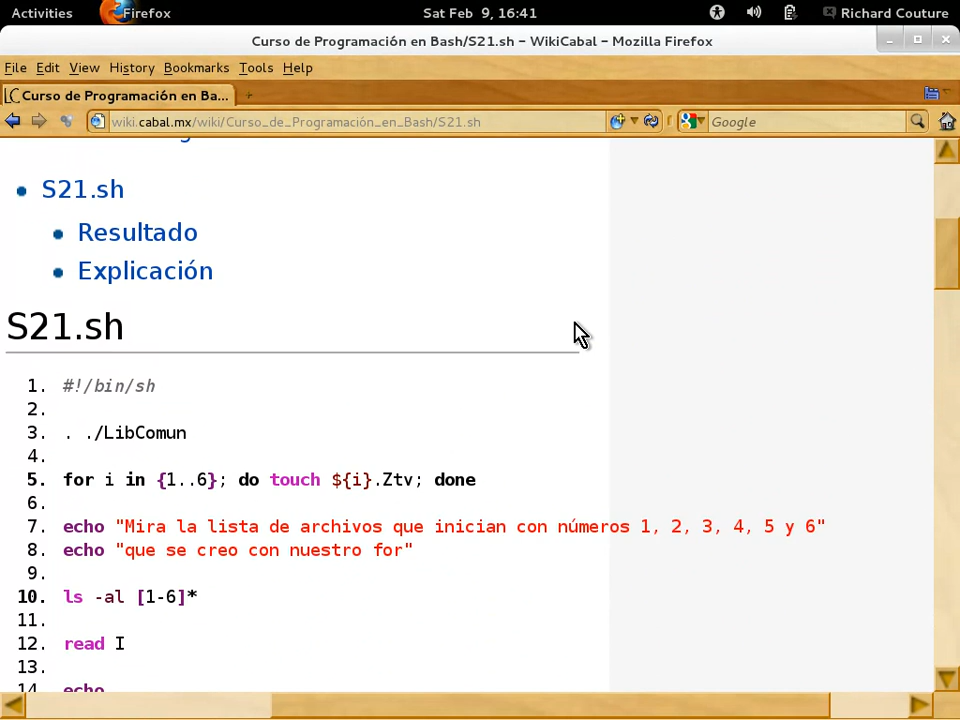 Activities Firefox Sat Feb 9, 16:41 Richard Couture
Curso de Programación en Bash/S21.sh - WikiCabal - Mozilla Firefox
File Edit View History Bookmarks Tools Help
Curso de Programación en Ba...
wiki.cabal.mx/wiki/Curso_de_Programación_en_Bash/S21.sh Google
S21.sh
Resultado
Explicación
S21.sh
1. #!/bin/sh
2.
3. . ./LibComun
4.
5. for i in {1..6}; do touch ${i}.Ztv; done
6.
7. echo "Mira la lista de archivos que inician con números 1, 2, 3, 4, 5 y 6"
8. echo "que se creo con nuestro for"
9.
10. ls -al [1-6]*
11.
12. read I
13.
14. echo